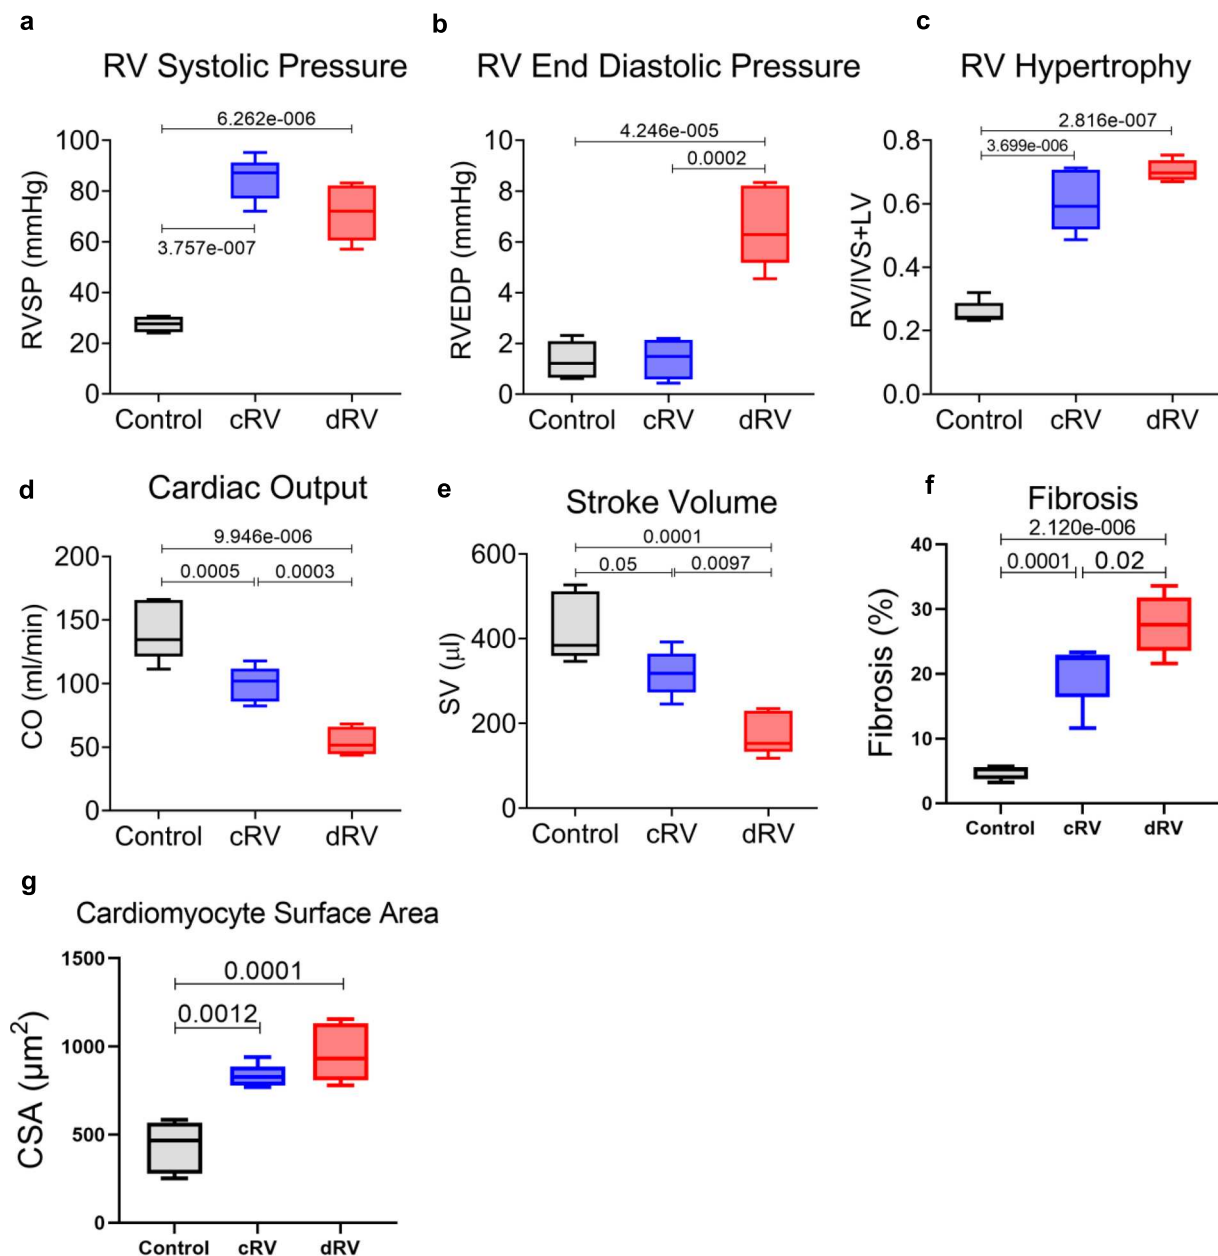 a
RV Systolic Pressure
6.262e-006
3.757e-007
RVSP (mmHg)
100
80
60
40
20
0
Control cRV dRV
b
RV End Diastolic Pressure
4.246e-005
0.0002
RVEDP (mmHg)
10
8
6
4
2
0
Control cRV dRV
c
RV Hypertrophy
2.816e-007
3.699e-006
RV/IVS+LV
0.8
0.6
0.4
0.2
0.0
Control cRV dRV
d
Cardiac Output
9.946e-006
0.0005 0.0003
CO (ml/min)
200
150
100
50
0
Control cRV dRV
e
Stroke Volume
0.0001
0.05 0.0097
SV (µl)
600
400
200
0
Control cRV dRV
f
Fibrosis
2.120e-006
0.0001 0.02
Fibrosis (%)
40
30
20
10
0
Control cRV dRV
g
Cardiomyocyte Surface Area
0.0001
0.0012
CSA (µm²)
1500
1000
500
0
Control cRV dRV